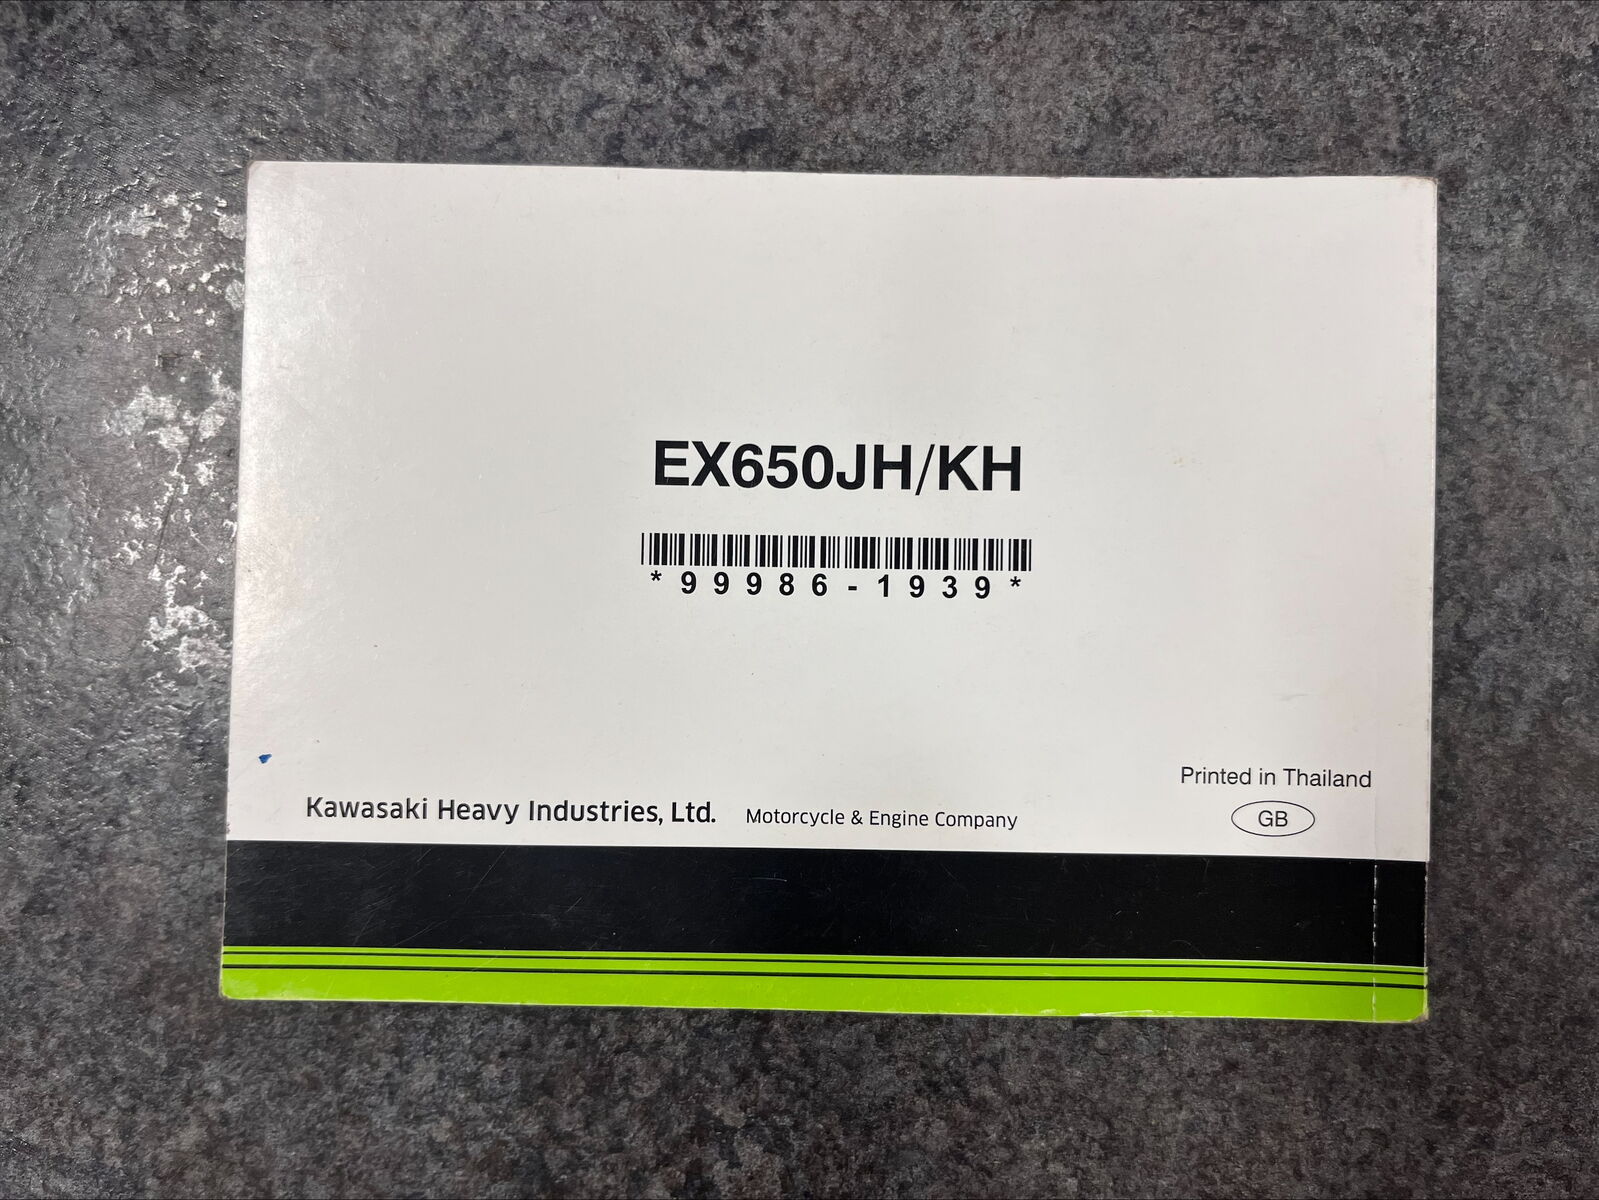 EX650JH/KH
*99986-1939*
Printed in Thailand
Kawasaki Heavy Industries, Ltd. Motorcycle & Engine Company
GB